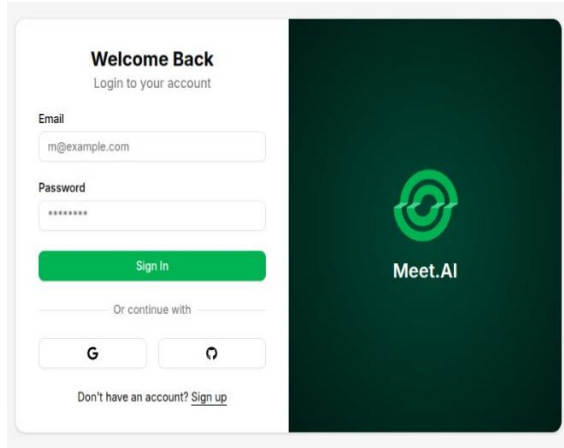 Welcome Back
Login to your account
Email
m@example.com
Password
********
Sign In
Or continue with
G
Don't have an account? Sign up
Meet.AI